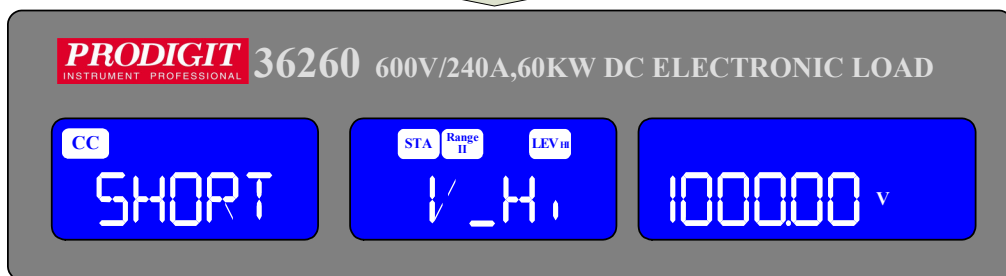 PRODIGIT
INSTRUMENT PROFESSIONAL
36260 600V/240A,60KW DC ELECTRONIC LOAD
CC
SHORT
STA Range II LEV HI
V_Hi
1000.00 V